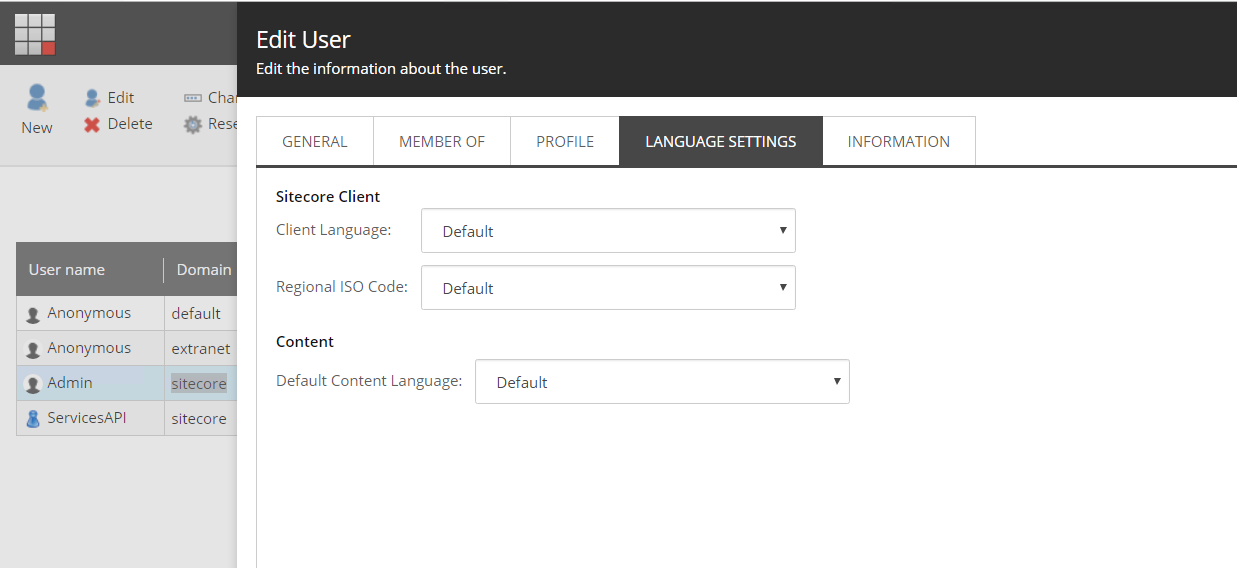 Edit User
Edit the information about the user.
New
Edit
Delete
GENERAL
MEMBER OF
PROFILE
LANGUAGE SETTINGS
INFORMATION
Sitecore Client
Client Language:
Default
Regional ISO Code:
Default
Content
Default Content Language:
Default
User name Domain
Anonymous default
Anonymous extranet
Admin sitecore
ServicesAPI sitecore